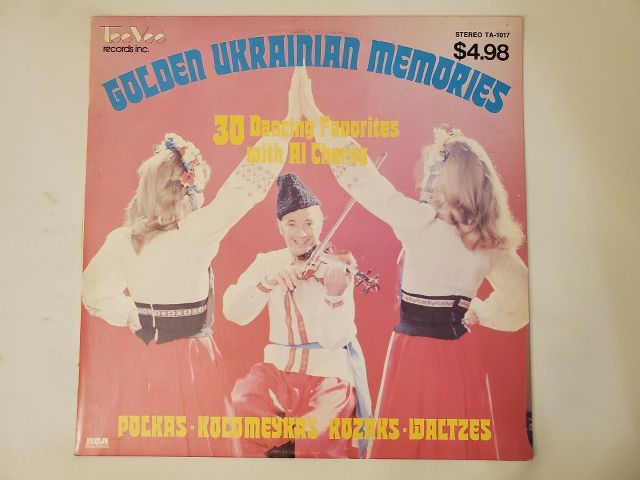 TeeVee
records inc.
STEREO TA-1017
$4.98
GOLDEN UKRAINIAN MEMORIES
30 Dancing Favorites
with Al Cherny
POLKAS · KOLOMEYKAS · KOZAKS · WALTZES
RCA